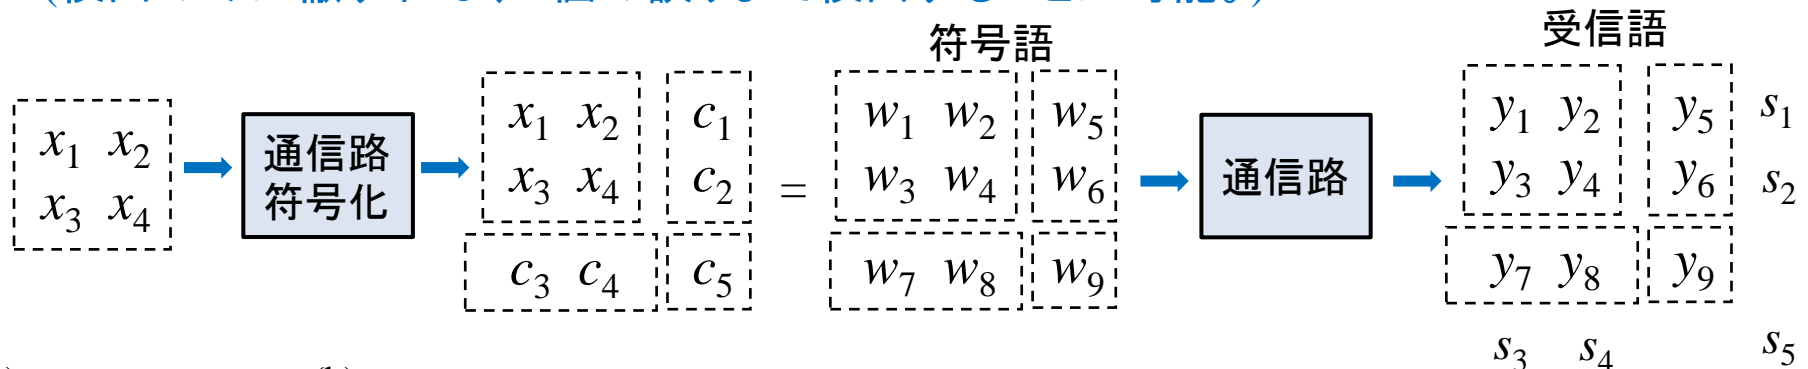 符号語
受信語
x1 x2
x3 x4
通信路
符号化
x1 x2 c1
x3 x4 c2
c3 c4 c5
=
w1 w2 w5
w3 w4 w6
w7 w8 w9
通信路
y1 y2 y5 s1
y3 y4 y6 s2
y7 y8 y9
s3 s4 s5